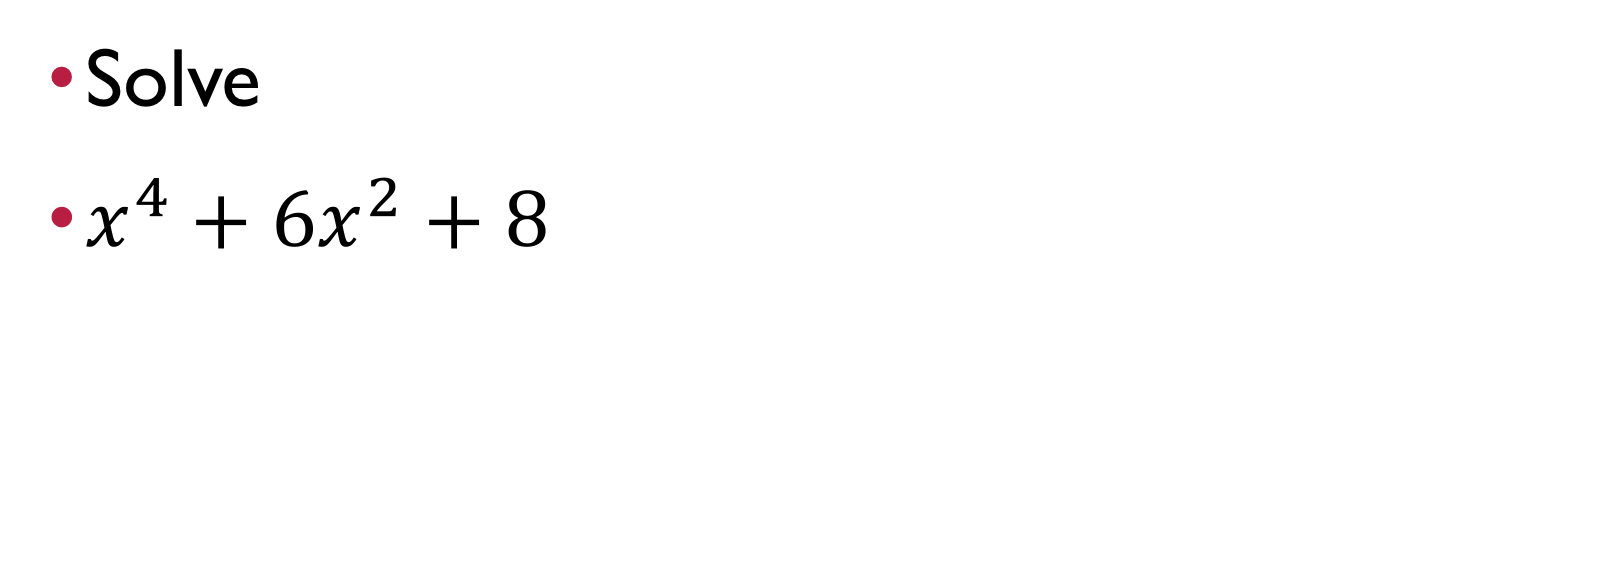 • Solve
• 𝑥⁴ + 6𝑥² + 8